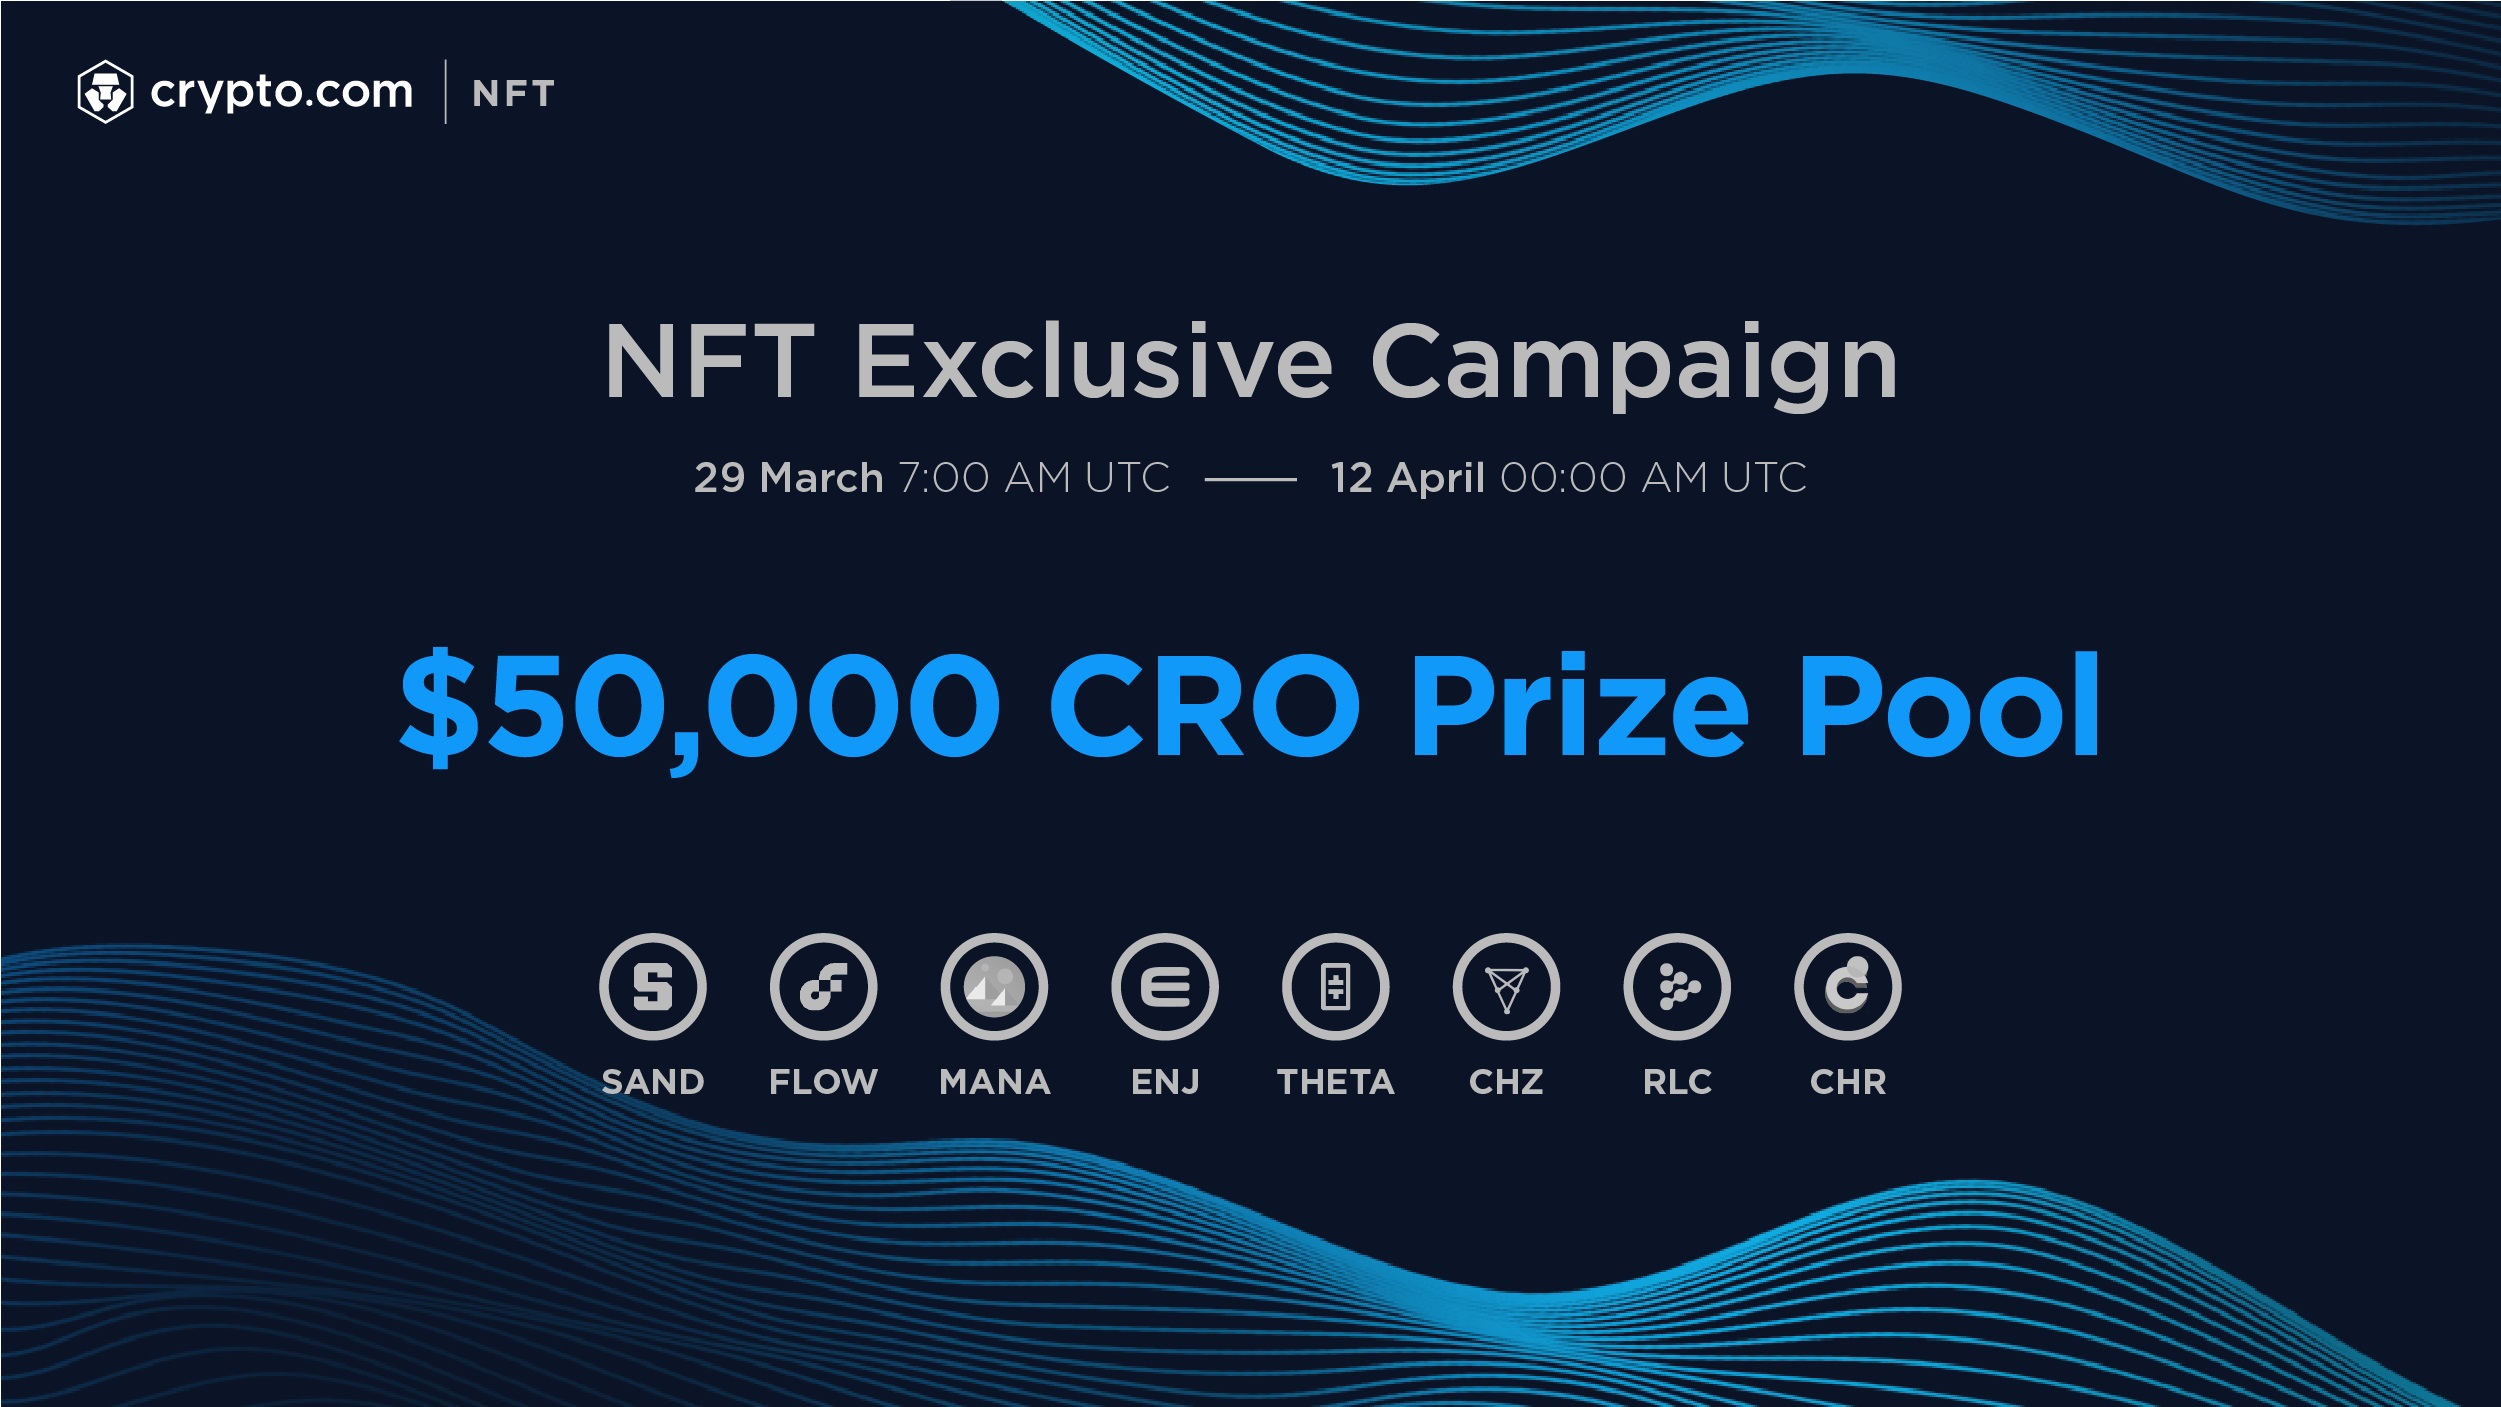 crypto.com | NFT
NFT Exclusive Campaign
29 March 7:00 AM UTC — 12 April 00:00 AM UTC
$50,000 CRO Prize Pool
SAND FLOW MANA ENJ THETA CHZ RLC CHR